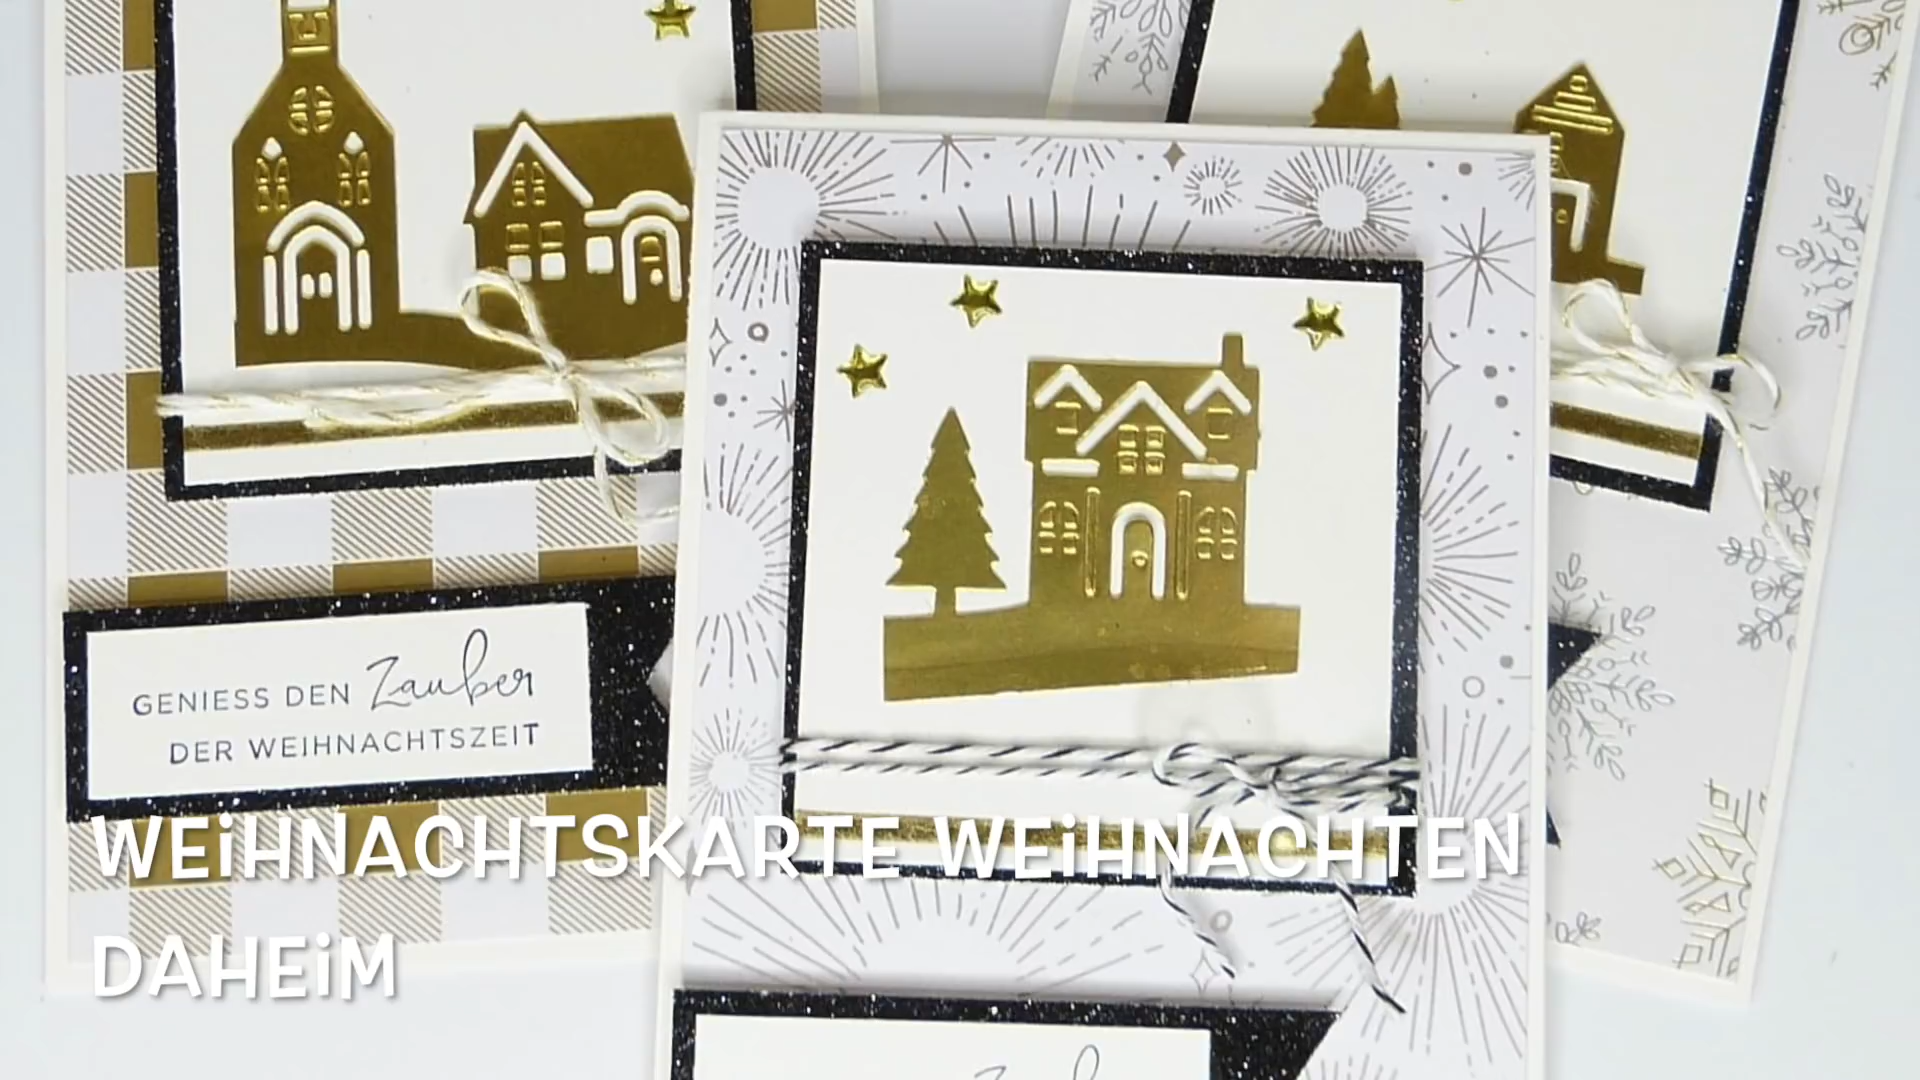 GENIESS DEN Zauber
DER WEIHNACHTSZEIT
WEiHNACHTSKARTE WEiHNACHTEN
DAHEiM